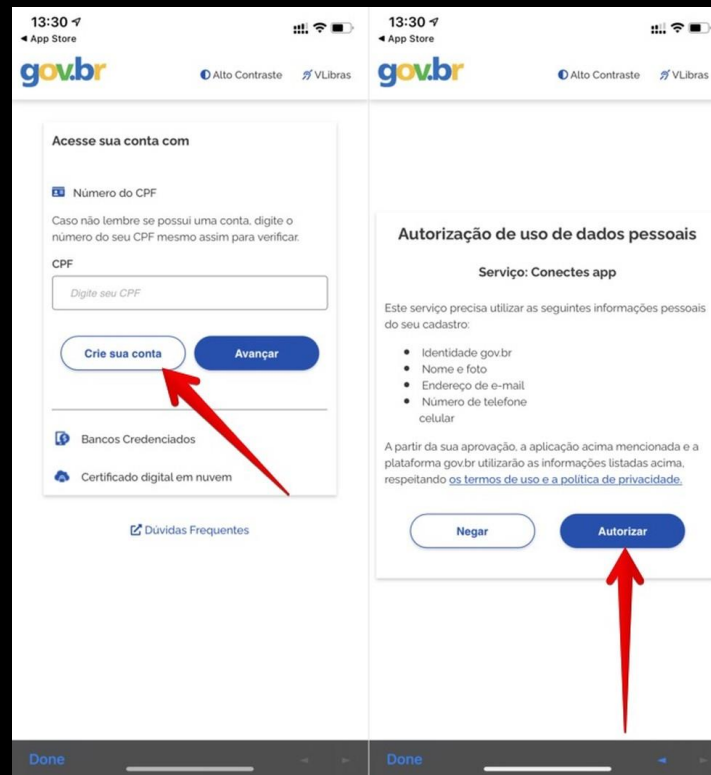 13:30
App Store
gov.br
Alto Contraste
VLibras
Acesse sua conta com
Número do CPF
Caso não lembre se possui uma conta, digite o
número do seu CPF mesmo assim para verificar.
CPF
Digite seu CPF
Crie sua conta
Avançar
Bancos Credenciados
Certificado digital em nuvem
Dúvidas Frequentes
Done
13:30
App Store
gov.br
Alto Contraste
VLibras
Autorização de uso de dados pessoais
Serviço: Conectes app
Este serviço precisa utilizar as seguintes informações pessoais
do seu cadastro:
Identidade gov.br
Nome e foto
Endereço de e-mail
Número de telefone
celular
A partir da sua aprovação, a aplicação acima mencionada e a
plataforma gov.br utilizarão as informações listadas acima,
respeitando os termos de uso e a política de privacidade.
Negar
Autorizar
Done